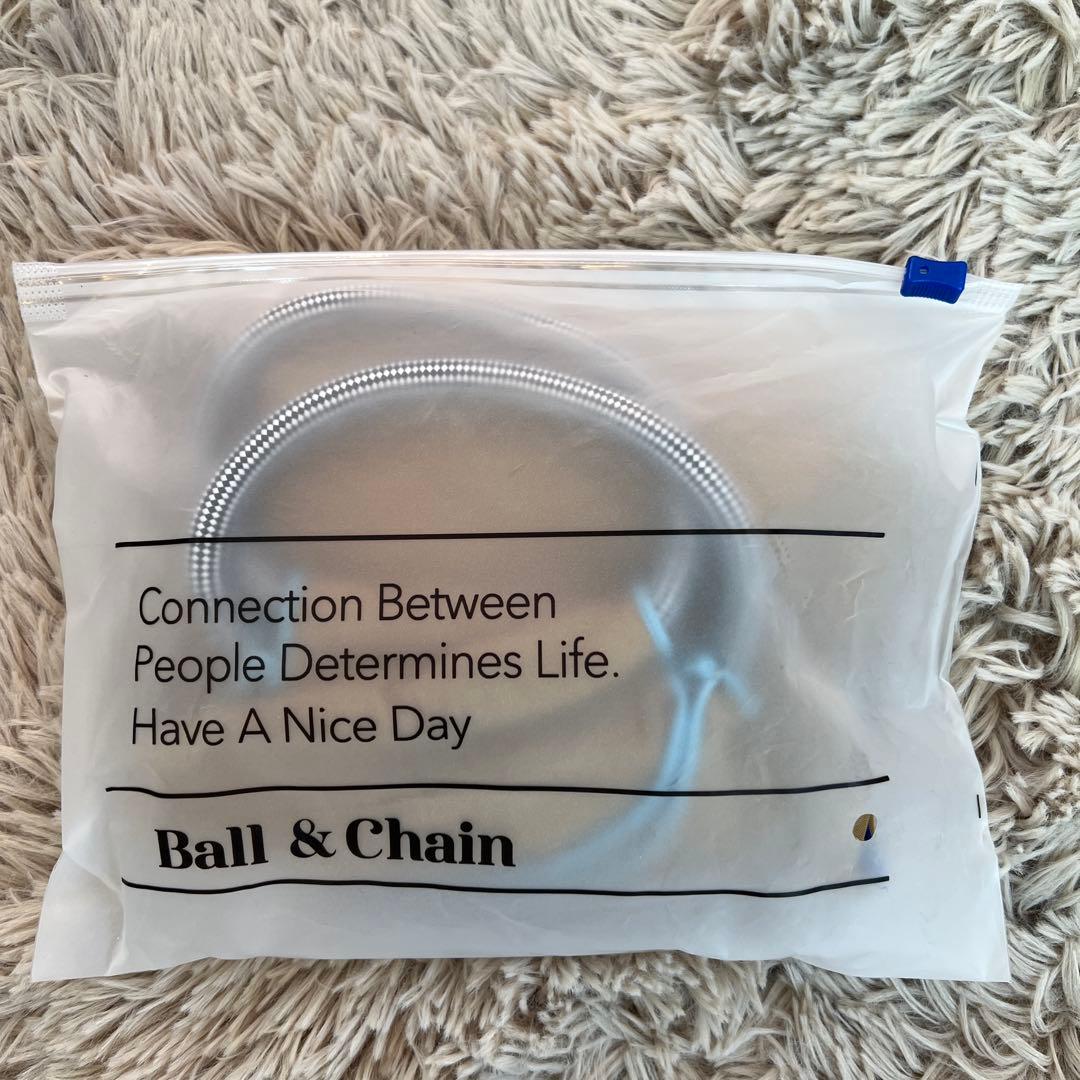 Connection Between
People Determines Life.
Have A Nice Day
Ball & Chain